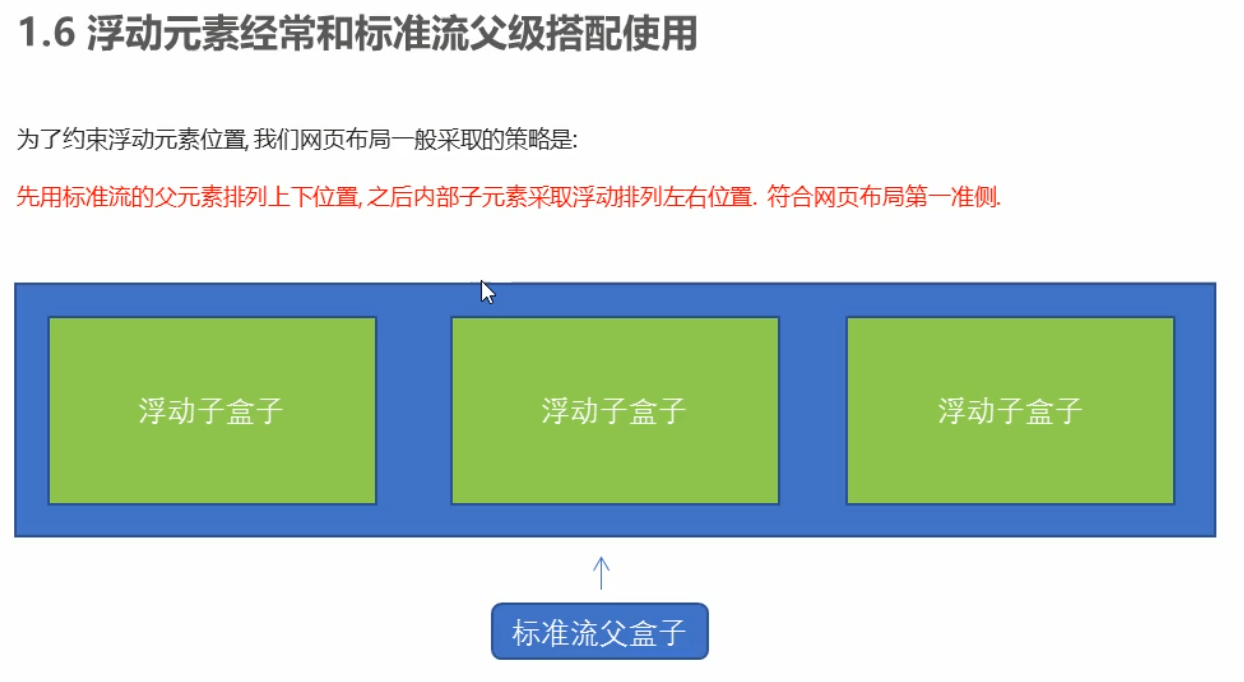 1.6 浮动元素经常和标准流父级搭配使用
为了约束浮动元素位置, 我们网页布局一般采取的策略是:
先用标准流的父元素排列上下位置, 之后内部子元素采取浮动排列左右位置. 符合网页布局第一准侧.
浮动子盒子
浮动子盒子
浮动子盒子
标准流父盒子